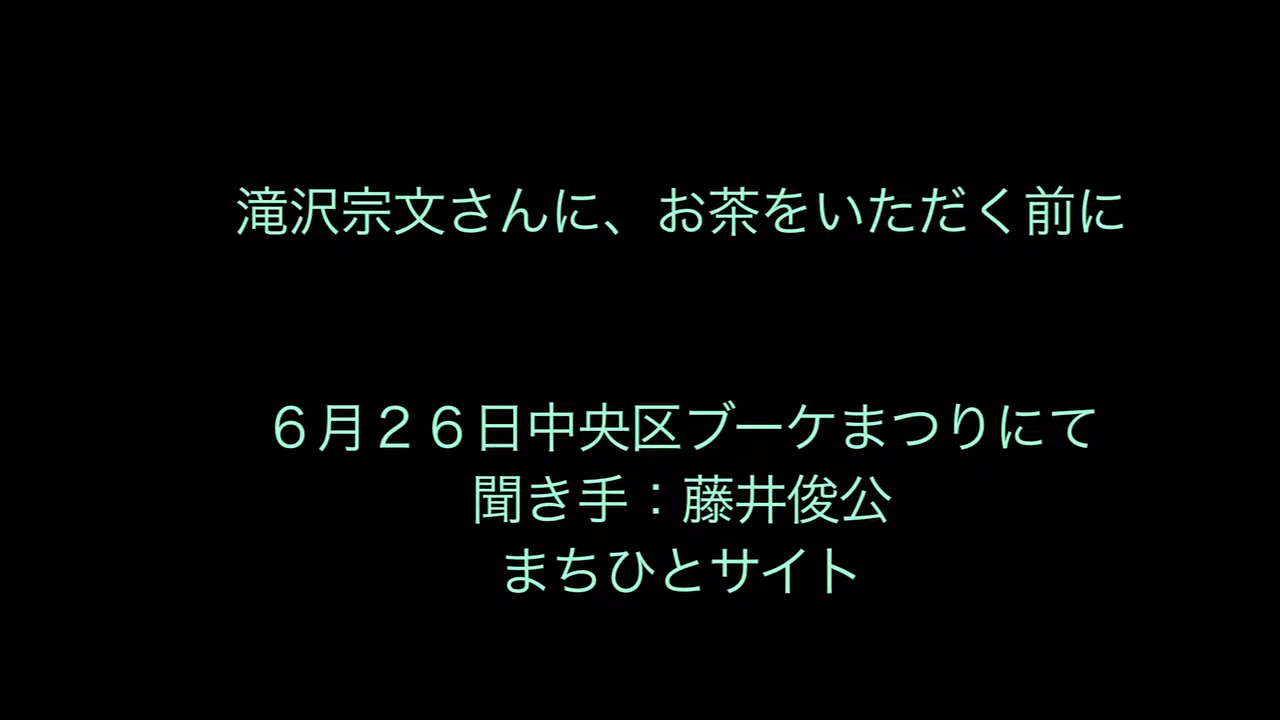 滝沢宗文さんに、お茶をいただく前に
６月２６日中央区ブーケまつりにて
聞き手：藤井俊公
まちひとサイト